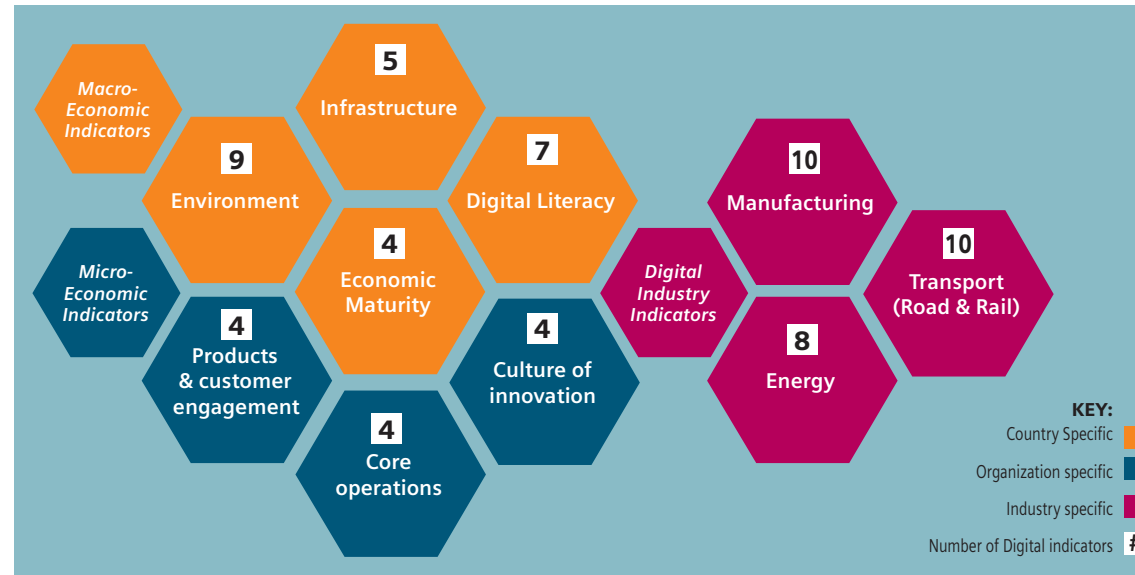 Macro-
Economic
Indicators
5
Infrastructure
9
Environment
7
Digital Literacy
4
Economic
Maturity
Micro-
Economic
Indicators
4
Products
& customer
engagement
4
Culture of
innovation
4
Core
operations
Digital
Industry
Indicators
10
Manufacturing
10
Transport
(Road & Rail)
8
Energy
KEY:
Country Specific
Organization specific
Industry specific
Number of Digital indicators #